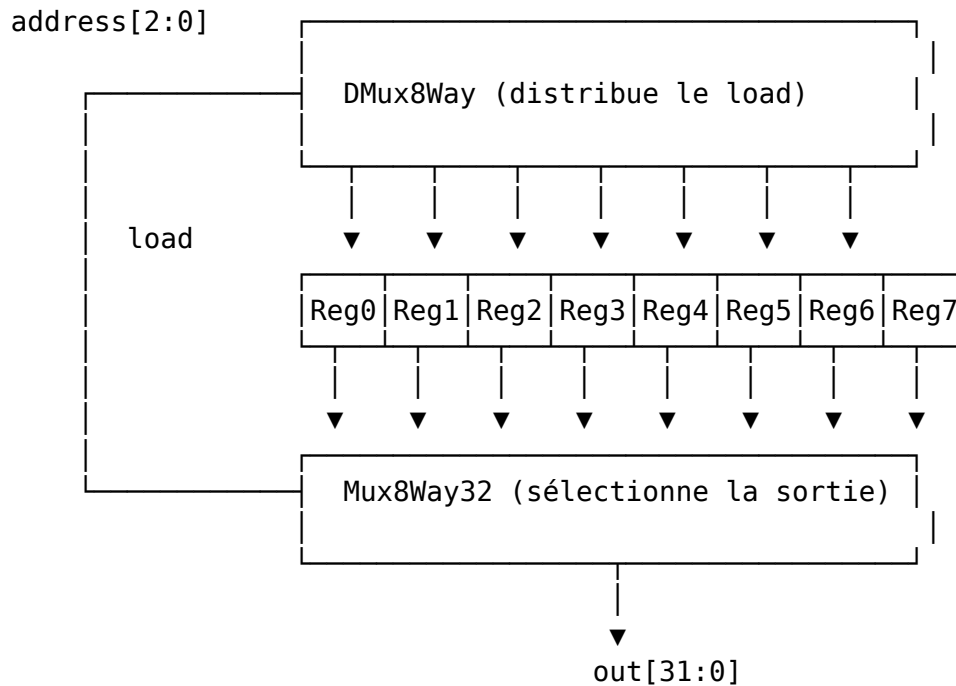 address[2:0]
DMux8Way (distribue le load)
load
Reg0 Reg1 Reg2 Reg3 Reg4 Reg5 Reg6 Reg7
Mux8Way32 (sélectionne la sortie)
out[31:0]